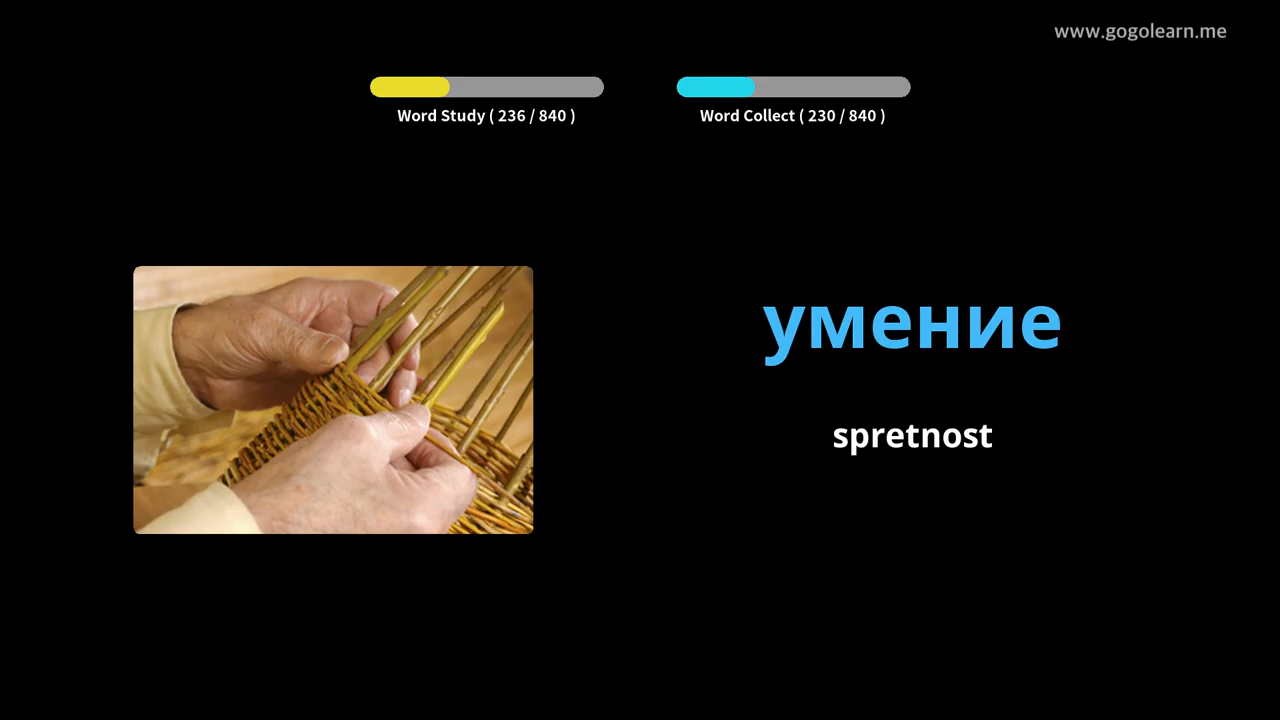 www.gogolearn.me
Word Study ( 236 / 840 )
Word Collect ( 230 / 840 )
умение
spretnost